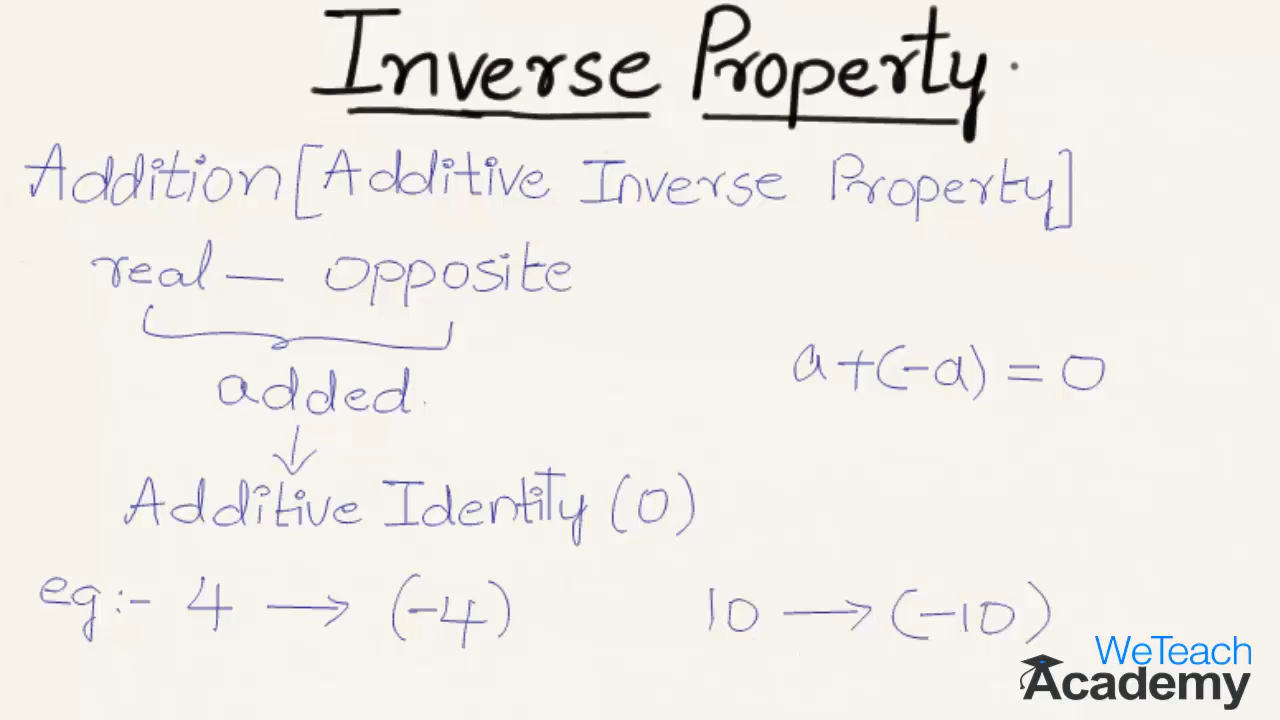 Inverse Property.
Addition [Additive Inverse Property]
real — opposite
added.
a+(-a) = 0
↓
Additive Identity (0)
eg:- 4 → (-4) 10 → (-10)
WeTeach
Academy